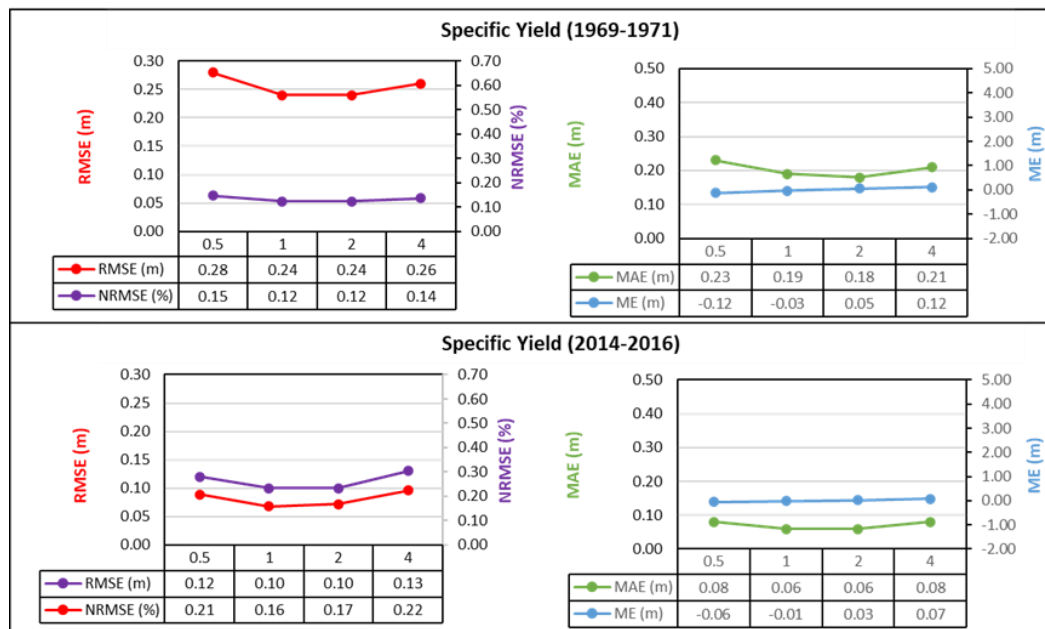 Specific Yield (1969-1971)
RMSE (m)
0.30
0.25
0.20
0.15
0.10
0.05
0.00
0.70
0.60
0.50
0.40
0.30
0.20
0.10
0.00
NRMSE (%)
0.5 1 2 4
RMSE (m) 0.28 0.24 0.24 0.26
NRMSE (%) 0.15 0.12 0.12 0.14
MAE (m)
0.50
0.40
0.30
0.20
0.10
0.00
5.00
4.00
3.00
2.00
1.00
0.00
-1.00
-2.00
ME (m)
0.5 1 2 4
MAE (m) 0.23 0.19 0.18 0.21
ME (m) -0.12 -0.03 0.05 0.12
Specific Yield (2014-2016)
RMSE (m)
0.30
0.25
0.20
0.15
0.10
0.05
0.00
0.70
0.60
0.50
0.40
0.30
0.20
0.10
0.00
NRMSE (%)
0.5 1 2 4
RMSE (m) 0.12 0.10 0.10 0.13
NRMSE (%) 0.21 0.16 0.17 0.22
MAE (m)
0.50
0.40
0.30
0.20
0.10
0.00
5.00
4.00
3.00
2.00
1.00
0.00
-1.00
-2.00
ME (m)
0.5 1 2 4
MAE (m) 0.08 0.06 0.06 0.08
ME (m) -0.06 -0.01 0.03 0.07